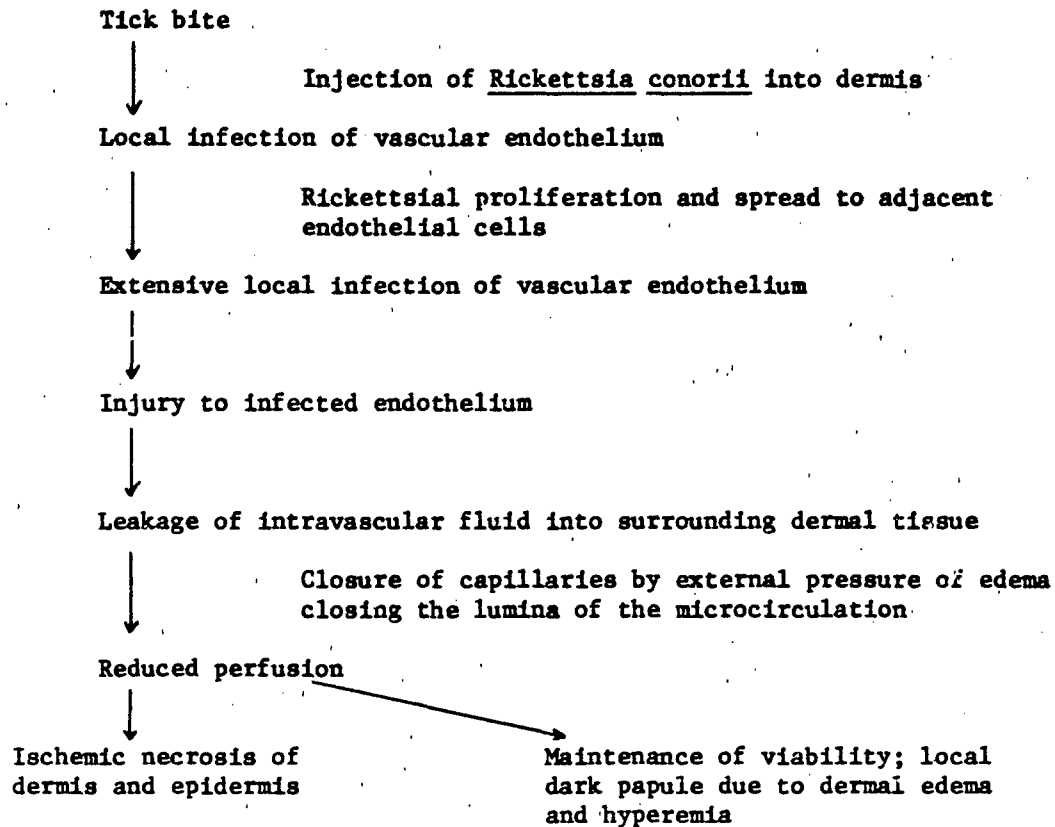 Tick bite
Injection of Rickettsia conorii into dermis
Local infection of vascular endothelium
Rickettsial proliferation and spread to adjacent
endothelial cells
Extensive local infection of vascular endothelium
Injury to infected endothelium
Leakage of intravascular fluid into surrounding dermal tissue
Closure of capillaries by external pressure of edema
closing the lumina of the microcirculation
Reduced perfusion
Ischemic necrosis of
dermis and epidermis
Maintenance of viability; local
dark papule due to dermal edema
and hyperemia